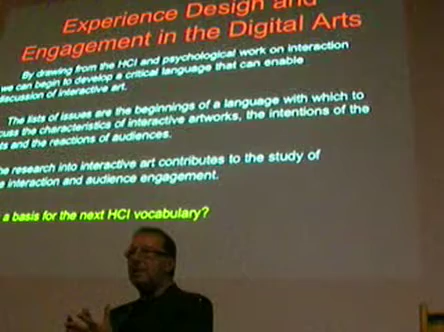 Experience Design and
Engagement in the Digital Arts
By drawing from the HCI and psychological work on interaction
we can begin to develop a critical language that can enable
discussion of interactive art.
The lists of issues are the beginnings of a language with which to
cuss the characteristics of interactive artworks, the intentions of the
ts and the reactions of audiences.
he research into interactive art contributes to the study of
interaction and audience engagement.
a basis for the next HCI vocabulary?